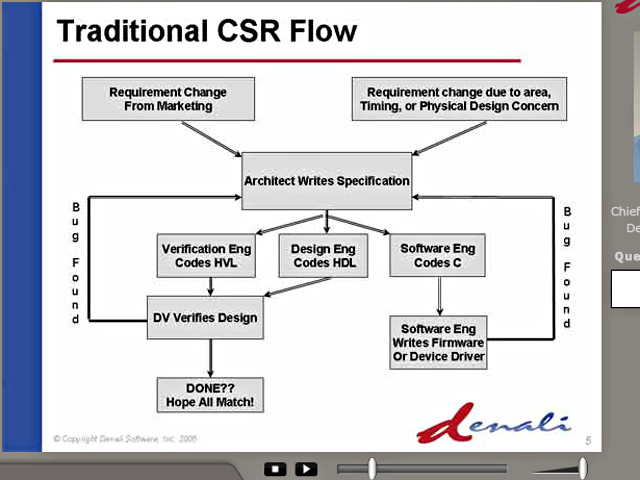 Traditional CSR Flow
Requirement Change
From Marketing
Requirement change due to area,
Timing, or Physical Design Concern
Architect Writes Specification
Bug Found
Bug Found
Verification Eng
Codes HVL
Design Eng
Codes HDL
Software Eng
Codes C
DV Verifies Design
Software Eng
Writes Firmware
Or Device Driver
DONE??
Hope All Match!
denali
© Copyright Denali Software, Inc. 2006
5
Chief
De
Que